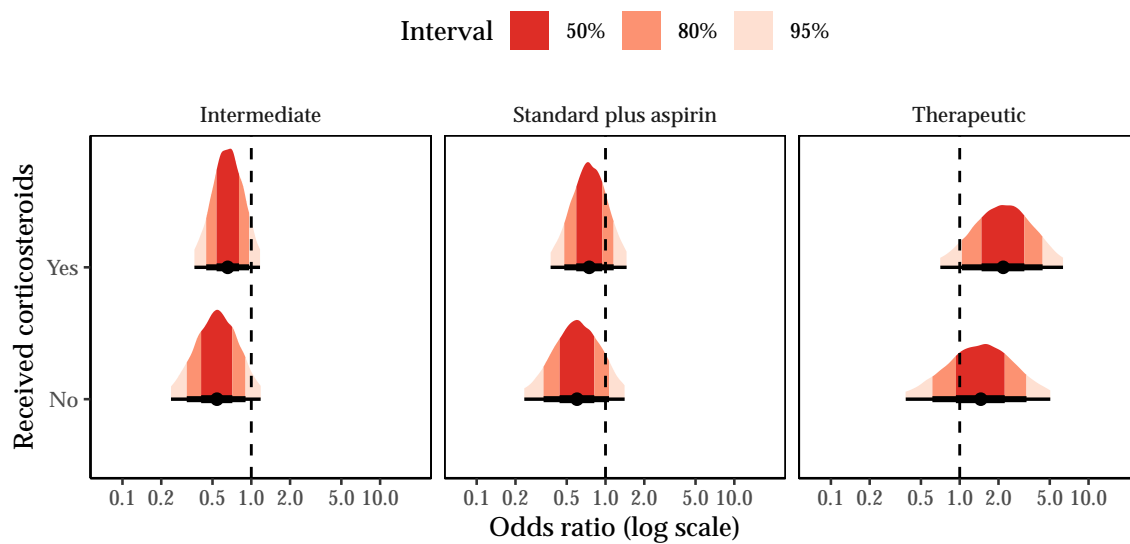 Interval 50% 80% 95%
Intermediate Standard plus aspirin Therapeutic
Received corticosteroids
Yes
No
0.1 0.2 0.5 1.0 2.0 5.0 10.0 0.1 0.2 0.5 1.0 2.0 5.0 10.0 0.1 0.2 1.0 2.0 5.0 10.0
Odds ratio (log scale)